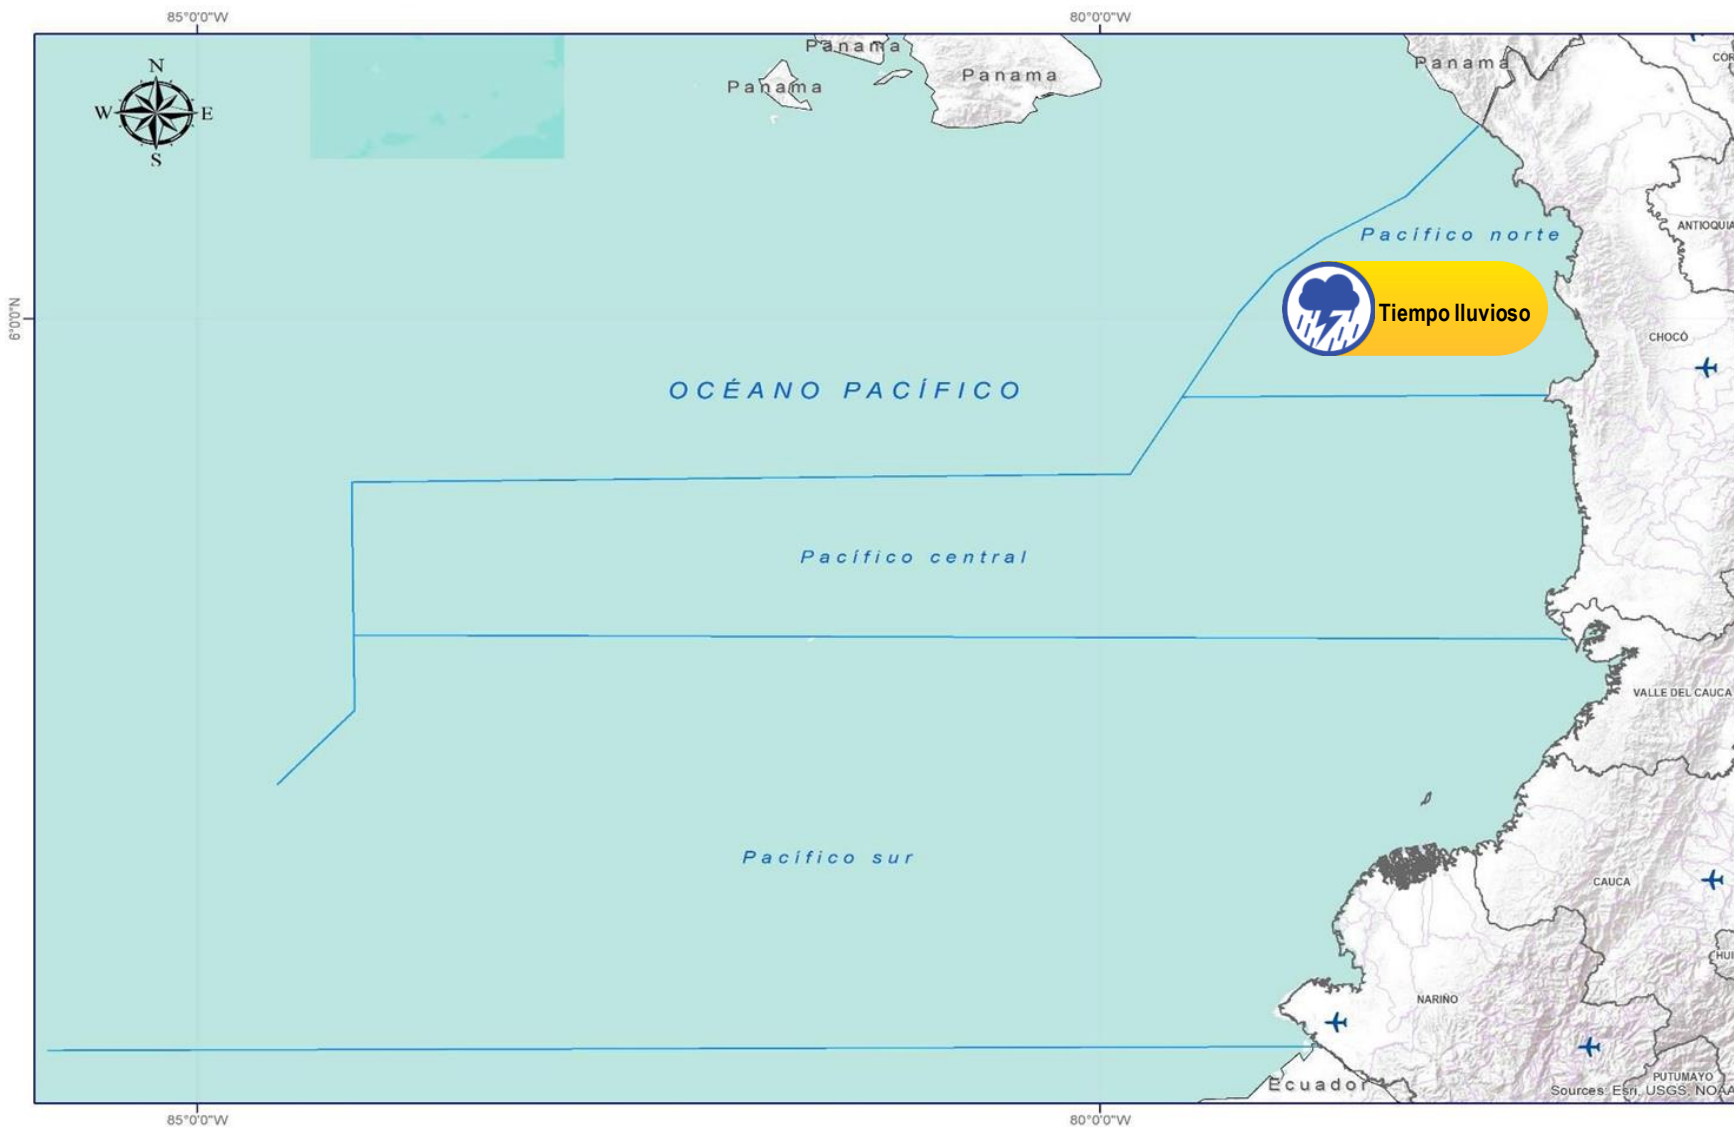 85°0'0"W
80°0'0"W
N
W
E
S
Panama
Panama
Panama
Panama
CÓR
Pacífico norte
ANTIOQUIA
Tiempo lluvioso
6°0'0"N
CHOCÓ
OCÉANO PACÍFICO
Pacífico central
VALLE DEL CAUCA
Pacífico sur
CAUCA
HUI
NARIÑO
PUTUMAYO
Ecuador
Sources: Esri, USGS, NOAA
85°0'0"W
80°0'0"W